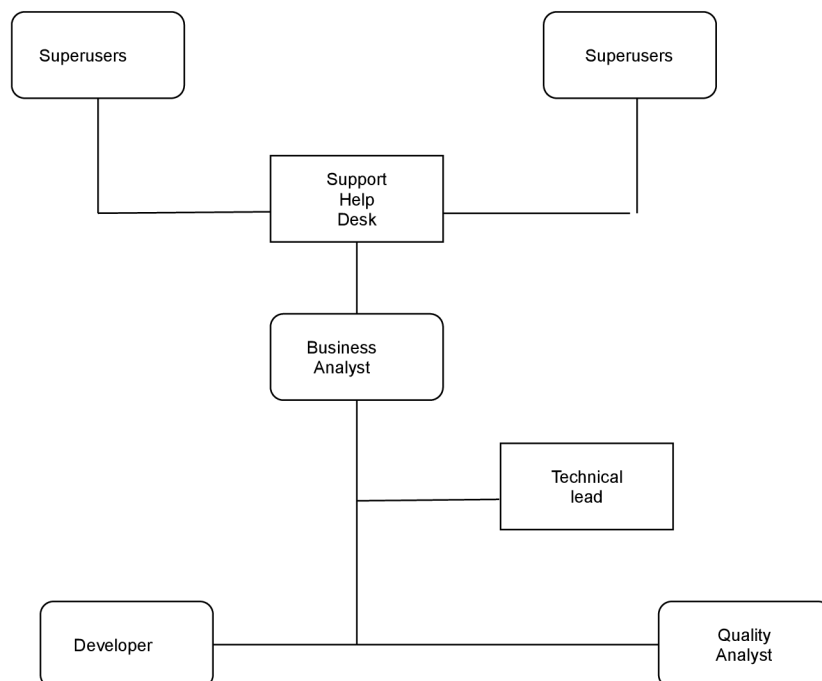 Superusers
Superusers
Support
Help
Desk
Business
Analyst
Technical
lead
Developer
Quality
Analyst